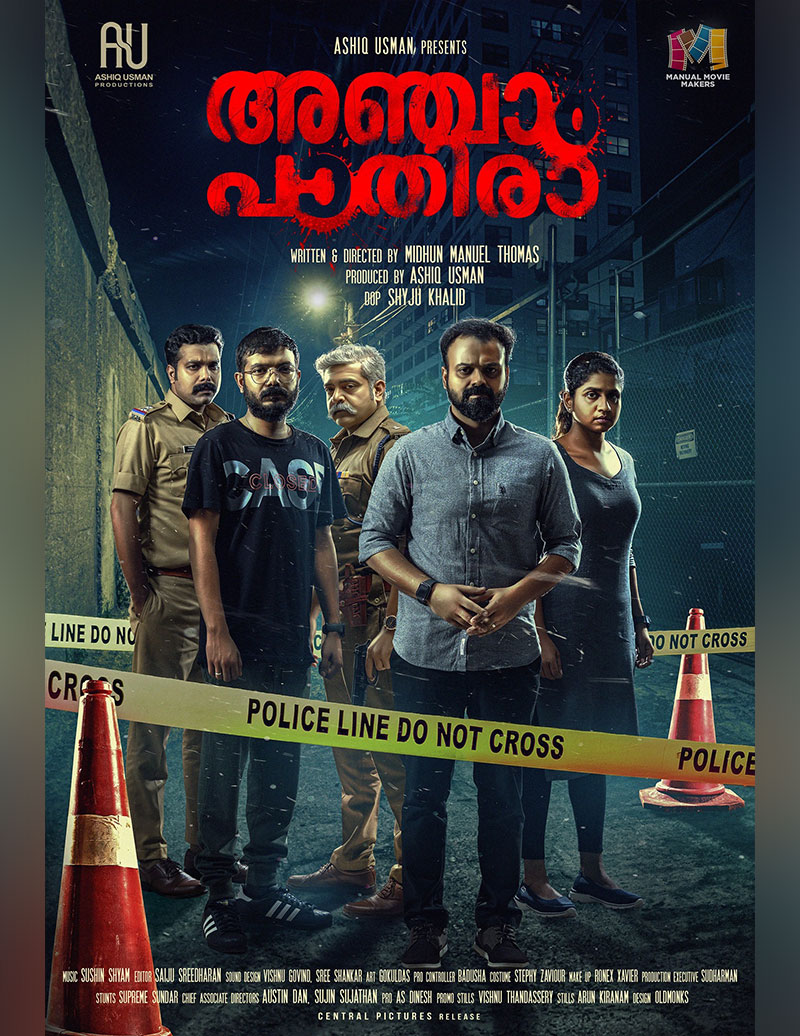 AU
ASHIQ USMAN
PRODUCTIONS
ASHIQ USMAN PRESENTS
MANUAL MOVIE
MAKERS
അഞ്ചാം
പാതിരാ
WRITTEN & DIRECTED BY MIDHUN MANUEL THOMAS
PRODUCED BY ASHIQ USMAN
DOP SHYJU KHALID
CASE
CLOSED
LINE DO NO
DO NOT CROSS
CROSS
POLICE LINE DO NOT CROSS
POLICE
MUSIC SUSHIN SHYAM EDITOR SAIJU SREEDHARAN SOUND DESIGN VISHNU GOVIND, SREE SHANKAR ART GOKULDAS PRO CONTROLLER BADUSHA COSTUME STEPHY ZAVIOUR MAKE UP RONEX XAVIER PRODUCTION EXECUTIVE SUDHARMAN
STUNTS SUPREME SUNDAR CHIEF ASSOCIATE DIRECTORS AUSTIN DAN, SUJIN SUJATHAN PRO AS DINESH PROMO STILLS VISHNU THANDASSERY STILLS ARUN KIRANAM DESIGN OLDMONKS
CENTRAL PICTURES RELEASE